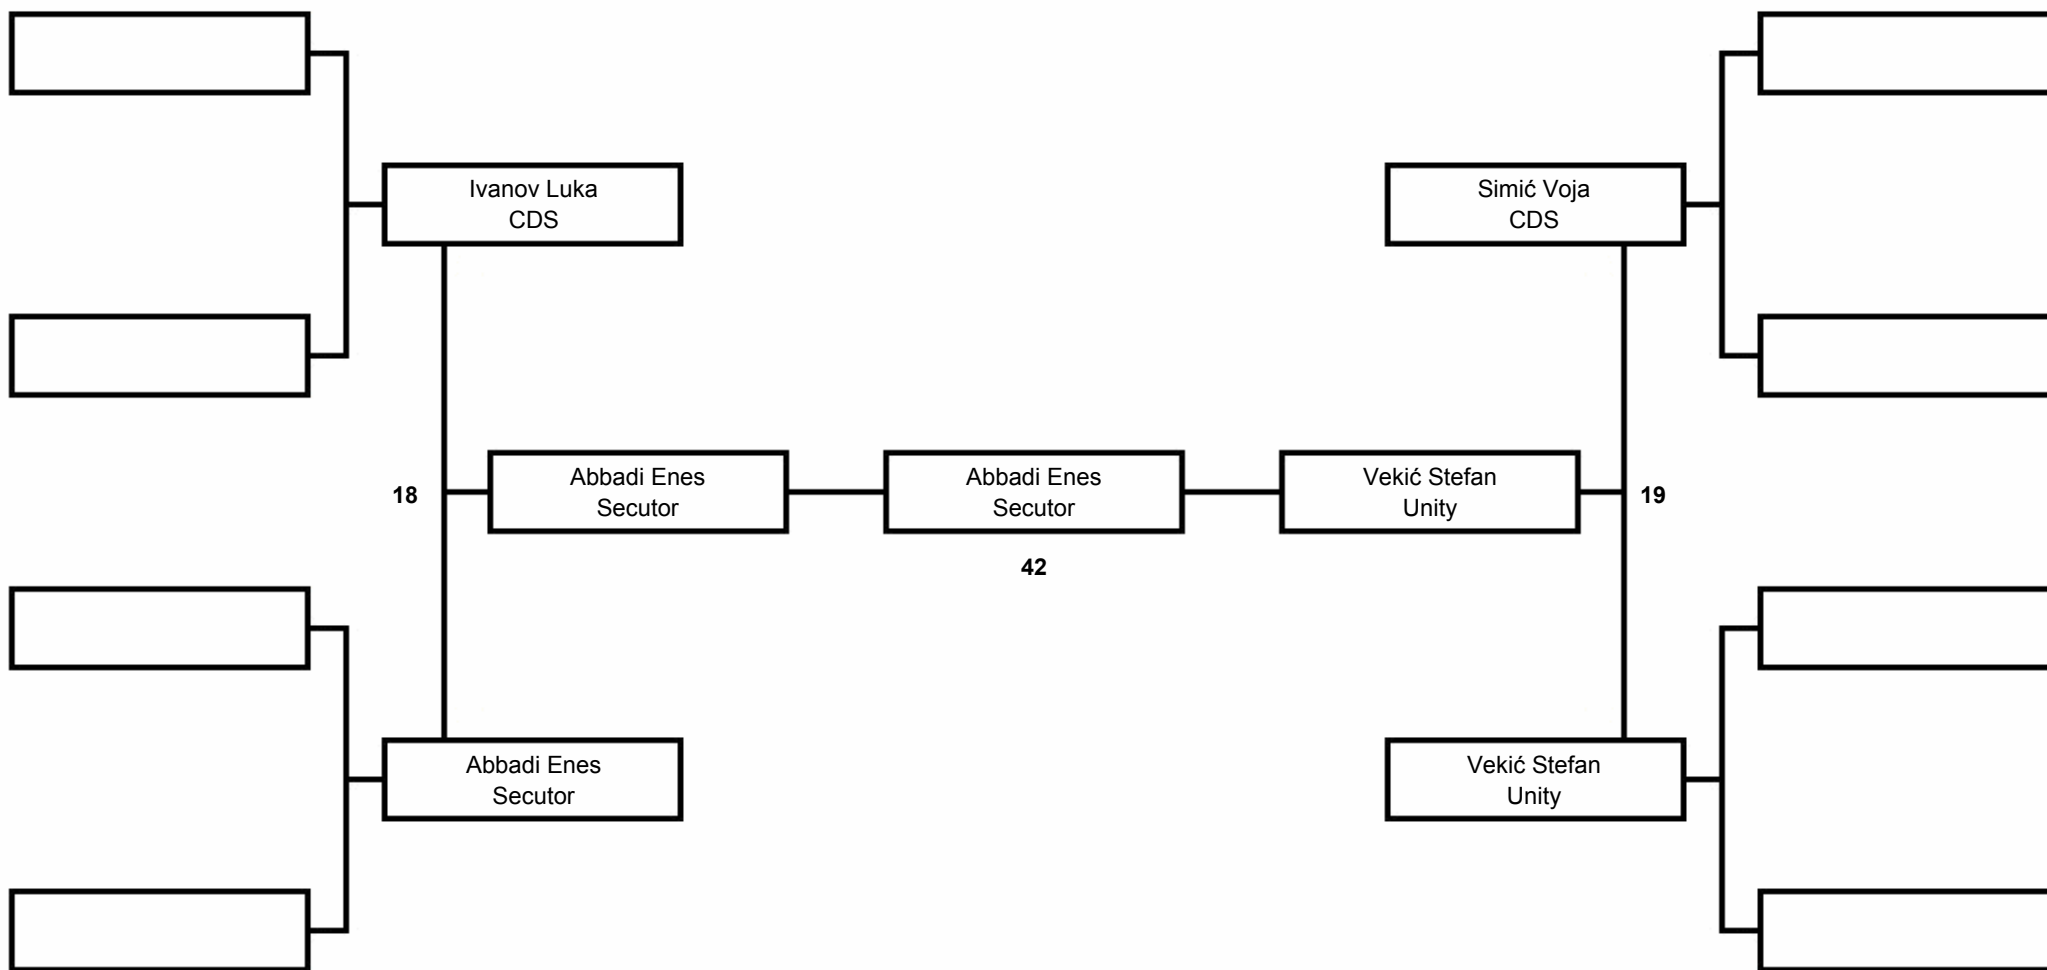 Ivanov Luka
CDS
Simić Voja
CDS
18
Abbadi Enes
Secutor
Abbadi Enes
Secutor
Vekić Stefan
Unity
19
42
Abbadi Enes
Secutor
Vekić Stefan
Unity